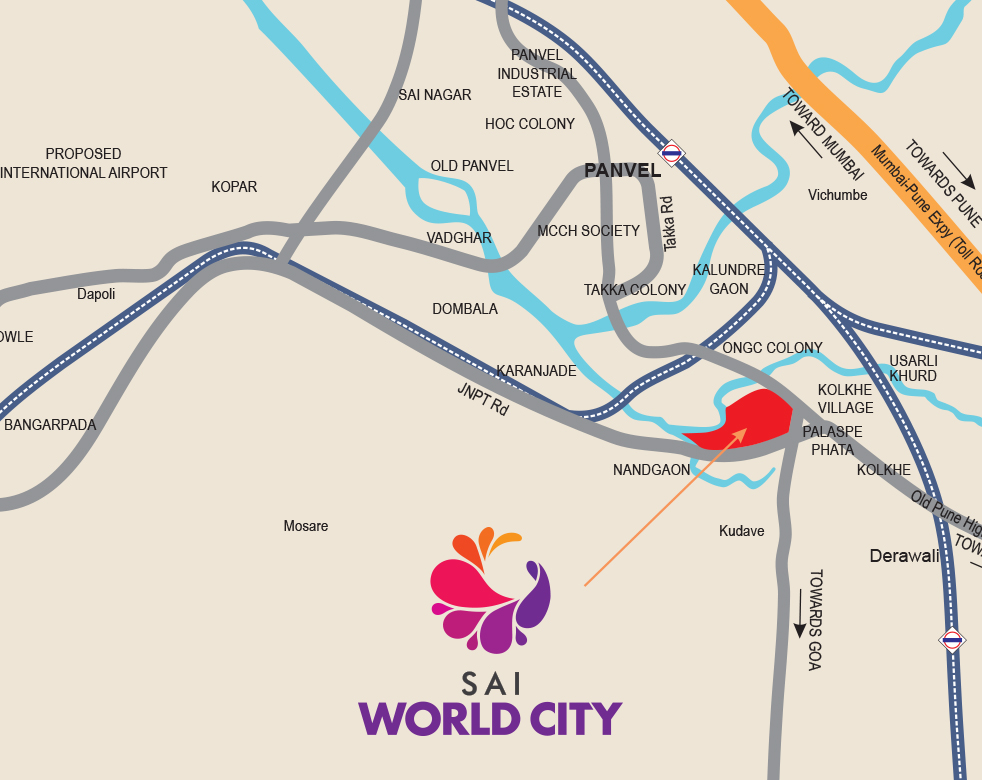 PANVEL
INDUSTRIAL
ESTATE
SAI NAGAR
HOC COLONY
TOWARD MUMBAI
TOWARDS PUNE
Mumbai-Pune Expy (Toll Roa
PROPOSED
INTERNATIONAL AIRPORT
KOPAR
OLD PANVEL
PANVEL
Vichumbe
VADGHAR
MCCH SOCIETY
Takka Rd
KALUNDRE
GAON
TAKKA COLONY
Dapoli
DOMBALA
OWLE
ONGC COLONY
USARLI
KHURD
KARANJADE
JNPT Rd
KOLKHE
VILLAGE
BANGARPADA
PALASPE
PHATA
NANDGAON
KOLKHE
Old Pune Hig
TOW
Mosare
Kudave
Derawali
TOWARDS GOA
SAI
WORLD CITY